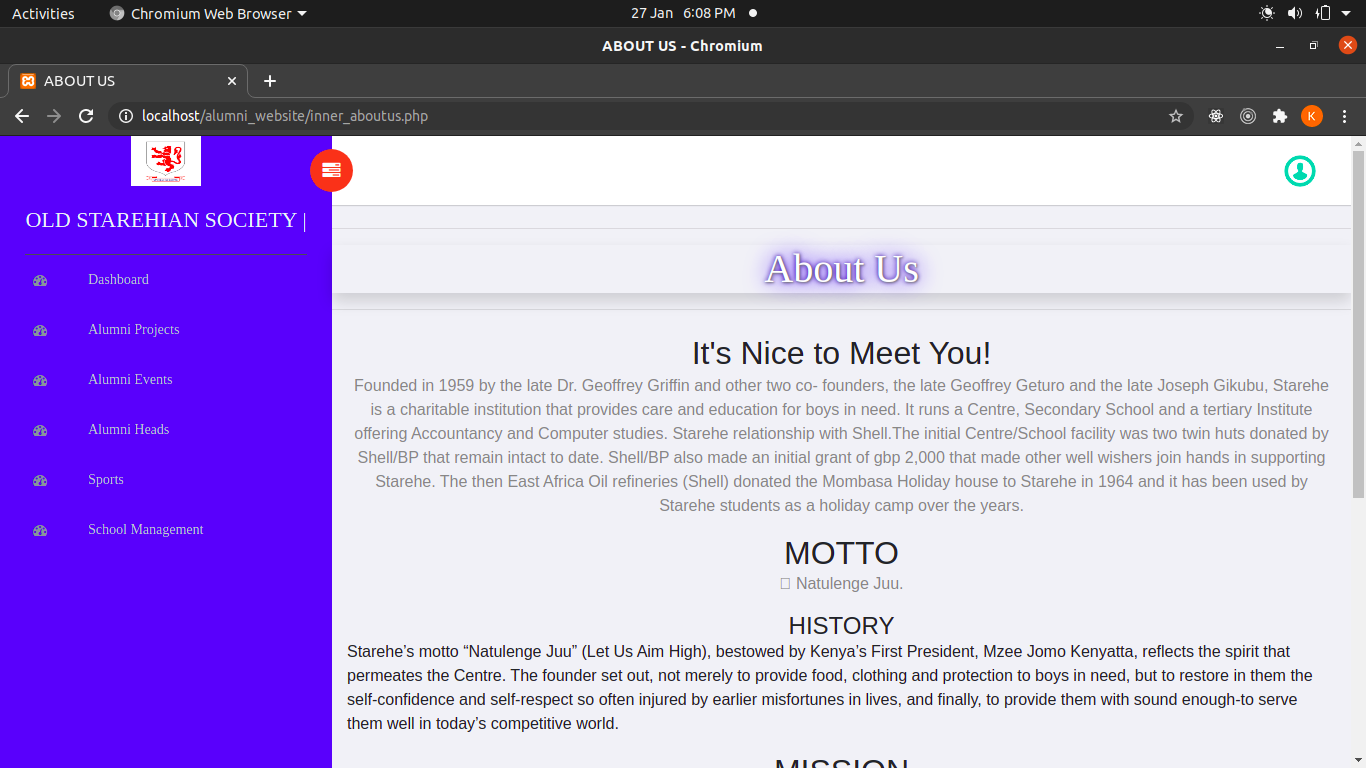 Activities
Chromium Web Browser
27 Jan 6:08 PM
ABOUT US - Chromium
ABOUT US
localhost/alumni_website/inner_aboutus.php
K
OLD STAREHIAN SOCIETY |
Dashboard
Alumni Projects
Alumni Events
Alumni Heads
Sports
School Management
About Us
It's Nice to Meet You!
Founded in 1959 by the late Dr. Geoffrey Griffin and other two co- founders, the late Geoffrey Geturo and the late Joseph Gikubu, Starehe
is a charitable institution that provides care and education for boys in need. It runs a Centre, Secondary School and a tertiary Institute
offering Accountancy and Computer studies. Starehe relationship with Shell.The initial Centre/School facility was two twin huts donated by
Shell/BP that remain intact to date. Shell/BP also made an initial grant of gbp 2,000 that made other well wishers join hands in supporting
Starehe. The then East Africa Oil refineries (Shell) donated the Mombasa Holiday house to Starehe in 1964 and it has been used by
Starehe students as a holiday camp over the years.
MOTTO
Natulenge Juu.
HISTORY
Starehe’s motto “Natulenge Juu” (Let Us Aim High), bestowed by Kenya’s First President, Mzee Jomo Kenyatta, reflects the spirit that
permeates the Centre. The founder set out, not merely to provide food, clothing and protection to boys in need, but to restore in them the
self-confidence and self-respect so often injured by earlier misfortunes in lives, and finally, to provide them with sound enough-to serve
them well in today’s competitive world.
MISSION